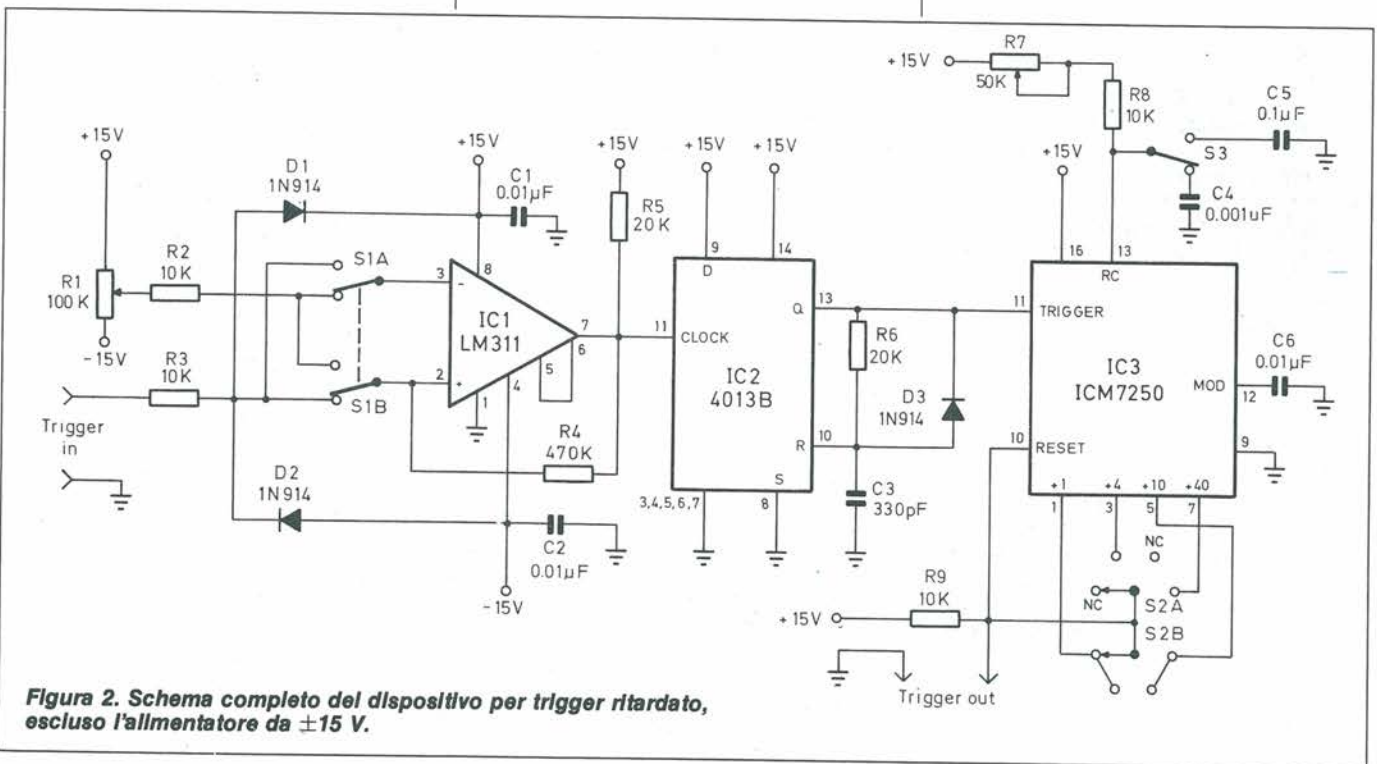 R7
+15V
50K
R8
10K
C5
0.1µF
S3
C4
0.001uF
+15V
+15V
+15V
+15V
+15V
+15V
D1
1N914
C1
0.01µF
R5
20K
R2
10K
S1A
R1
100 K
-15V
R3
10K
S1B
Trigger
in
3
-
8
IC1
LM311
7
6
5
2
+
4
1
R4
470K
D2
1N914
C2
0.01µF
-15V
9
D
14
11
CLOCK
Q
13
IC2
4013B
R
10
S
3,4,5,6,7
8
R6
20K
D3
1N914
C3
330pF
16
13
RC
11
TRIGGER
IC3
ICM7250
MOD
12
C6
0.01µF
10
RESET
9
+1
+4
+10
+40
1
3
5
7
NC
NC
S2A
S2B
R9
10K
+15V
Trigger out
Figura 2. Schema completo del dispositivo per trigger ritardato,
escluso l'alimentatore da ±15 V.